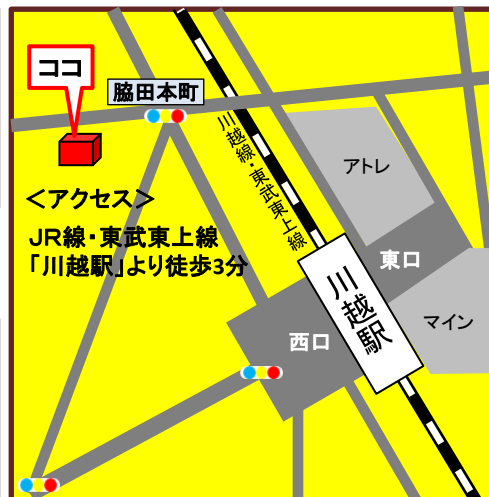 ココ
脇田本町
川越線・東武東上線
アトレ
＜アクセス＞
JR線・東武東上線
「川越駅」より徒歩3分
東口
川越駅
マイン
西口